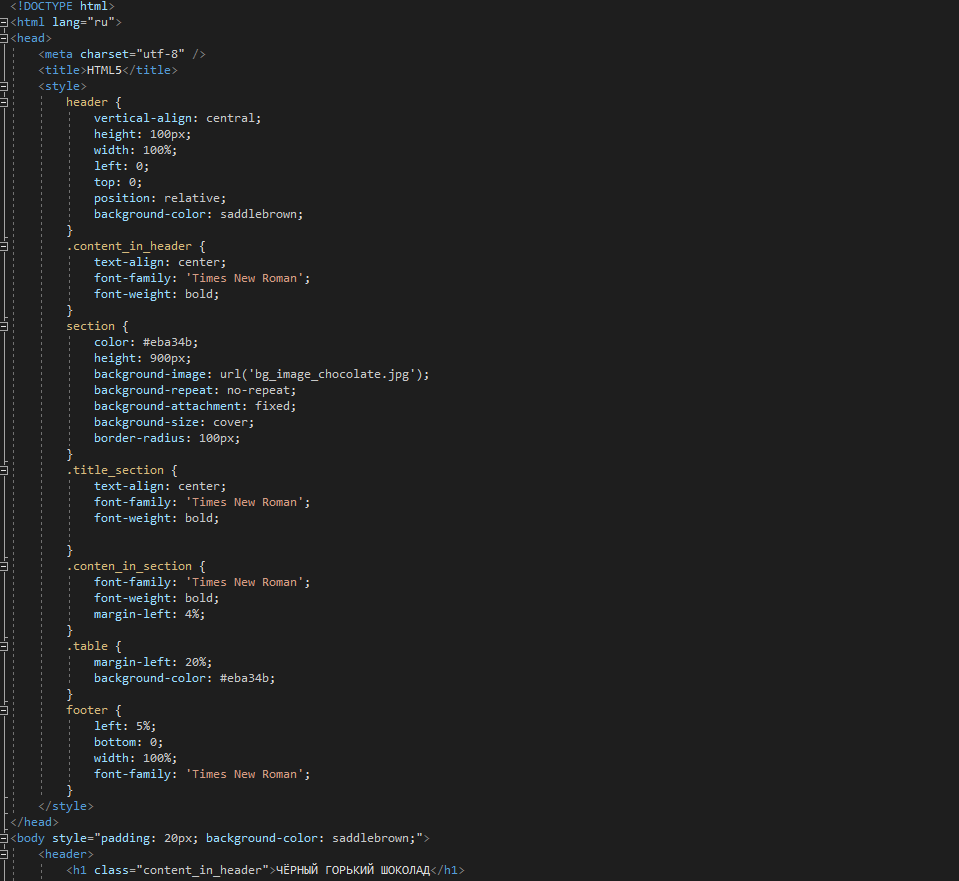 <!DOCTYPE html>
<html lang="ru">
<head>
    <meta charset="utf-8" />
    <title>HTML5</title>
    <style>
        header {
            vertical-align: central;
            height: 100px;
            width: 100%;
            left: 0;
            top: 0;
            position: relative;
            background-color: saddlebrown;
        }
        .content_in_header {
            text-align: center;
            font-family: 'Times New Roman';
            font-weight: bold;
        }
        section {
            color: #eba34b;
            height: 900px;
            background-image: url('bg_image_chocolate.jpg');
            background-repeat: no-repeat;
            background-attachment: fixed;
            background-size: cover;
            border-radius: 100px;
        }
        .title_section {
            text-align: center;
            font-family: 'Times New Roman';
            font-weight: bold;

        }
        .conten_in_section {
            font-family: 'Times New Roman';
            font-weight: bold;
            margin-left: 4%;
        }
        .table {
            margin-left: 20%;
            background-color: #eba34b;
        }
        footer {
            left: 5%;
            bottom: 0;
            width: 100%;
            font-family: 'Times New Roman';
        }
    </style>
</head>
<body style="padding: 20px; background-color: saddlebrown;">
    <header>
        <h1 class="content_in_header">ЧЁРНЫЙ ГОРЬКИЙ ШОКОЛАД</h1>